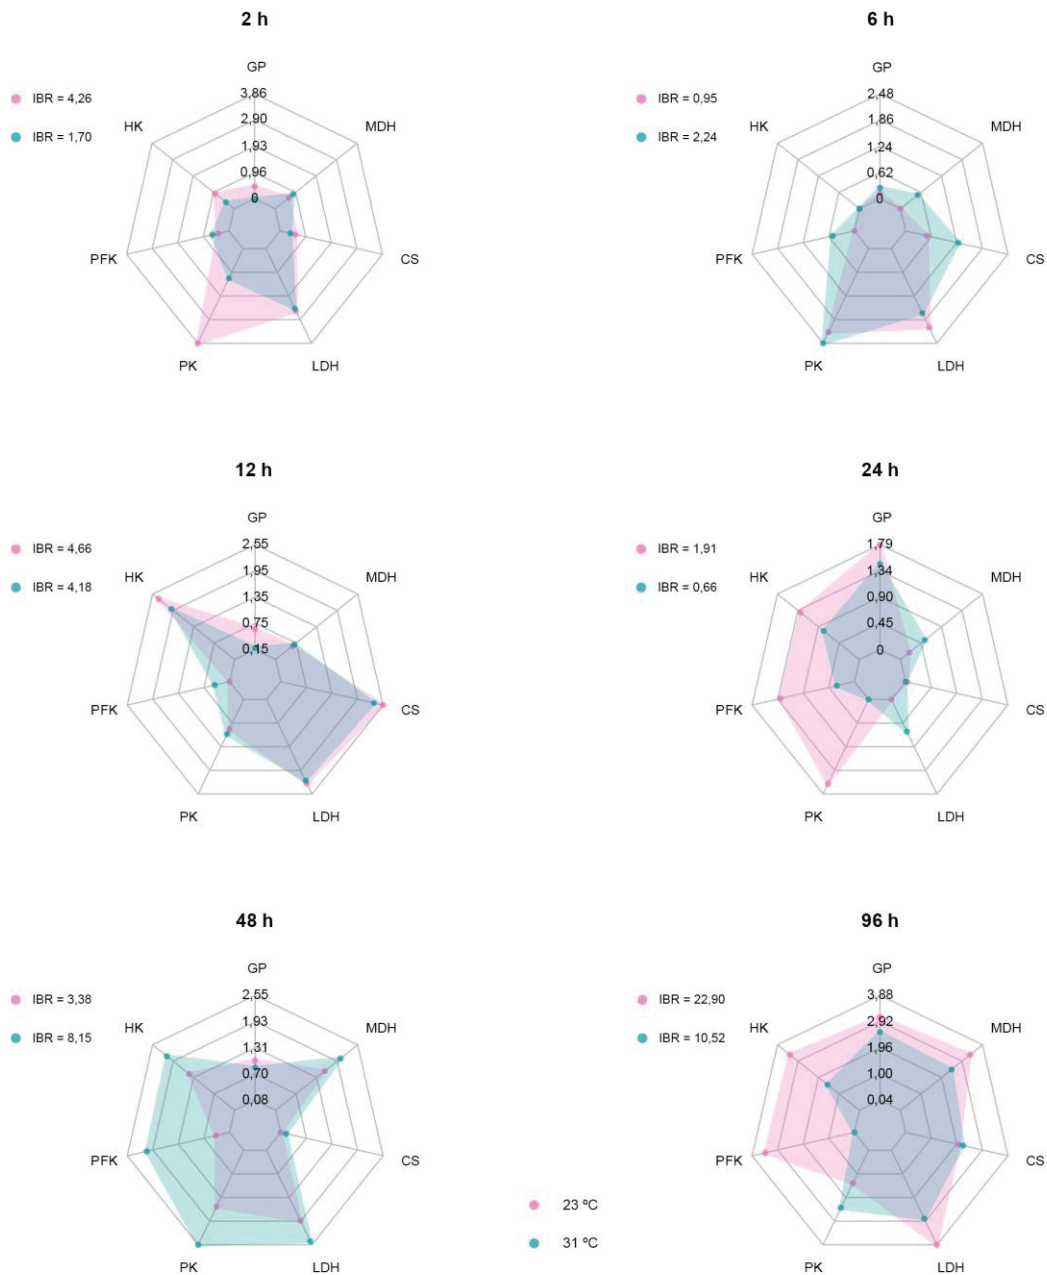 2 h
GP
IBR = 4,26
IBR = 1,70
3,86
2,90
1,93
0,96
0
HK
MDH
PFK
CS
PK
LDH
6 h
GP
IBR = 0,95
IBR = 2,24
2,48
1,86
1,24
0,62
0
HK
MDH
PFK
CS
PK
LDH
12 h
GP
IBR = 4,66
IBR = 4,18
2,55
1,95
1,35
0,75
0,15
HK
MDH
PFK
CS
PK
LDH
24 h
GP
IBR = 1,91
IBR = 0,66
1,79
1,34
0,90
0,45
0
HK
MDH
PFK
CS
PK
LDH
48 h
GP
IBR = 3,38
IBR = 8,15
2,55
1,93
1,31
0,70
0,08
HK
MDH
PFK
CS
PK
LDH
96 h
GP
IBR = 22,90
IBR = 10,52
3,88
2,92
1,96
1,00
0,04
HK
MDH
PFK
CS
PK
LDH
23 ºC
31 ºC